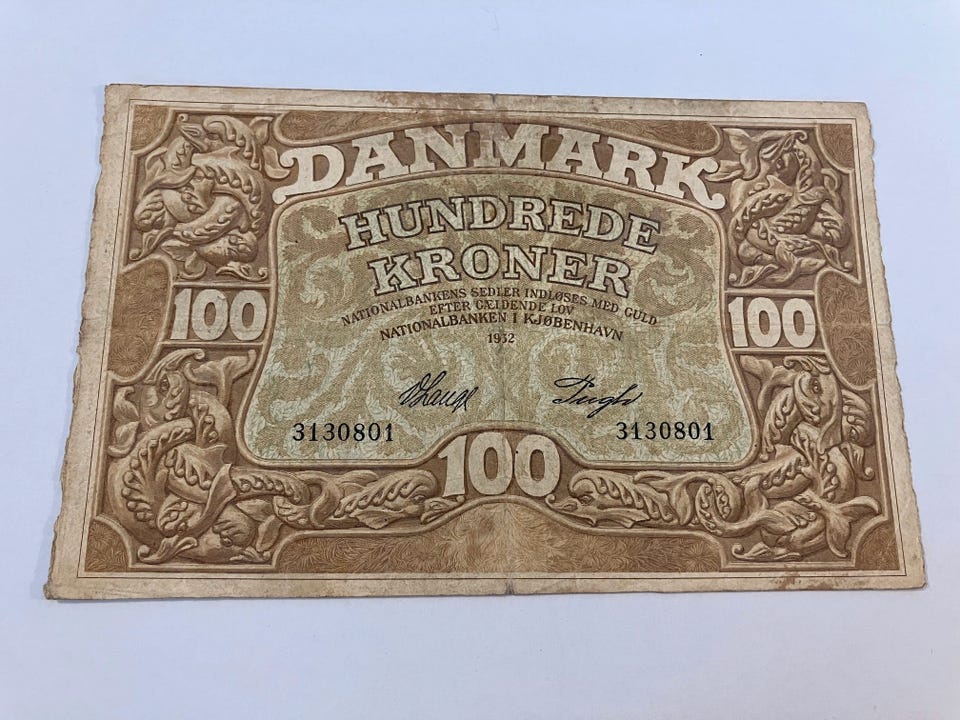 DANMARK
HUNDREDE
KRONER
NATIONALBANKENS SEDLER INDLØSES MED GULD
EFTER GÆLDENDE LOV
NATIONALBANKEN I KJØBENHAVN
1932
100 100
3130801 3130801
100